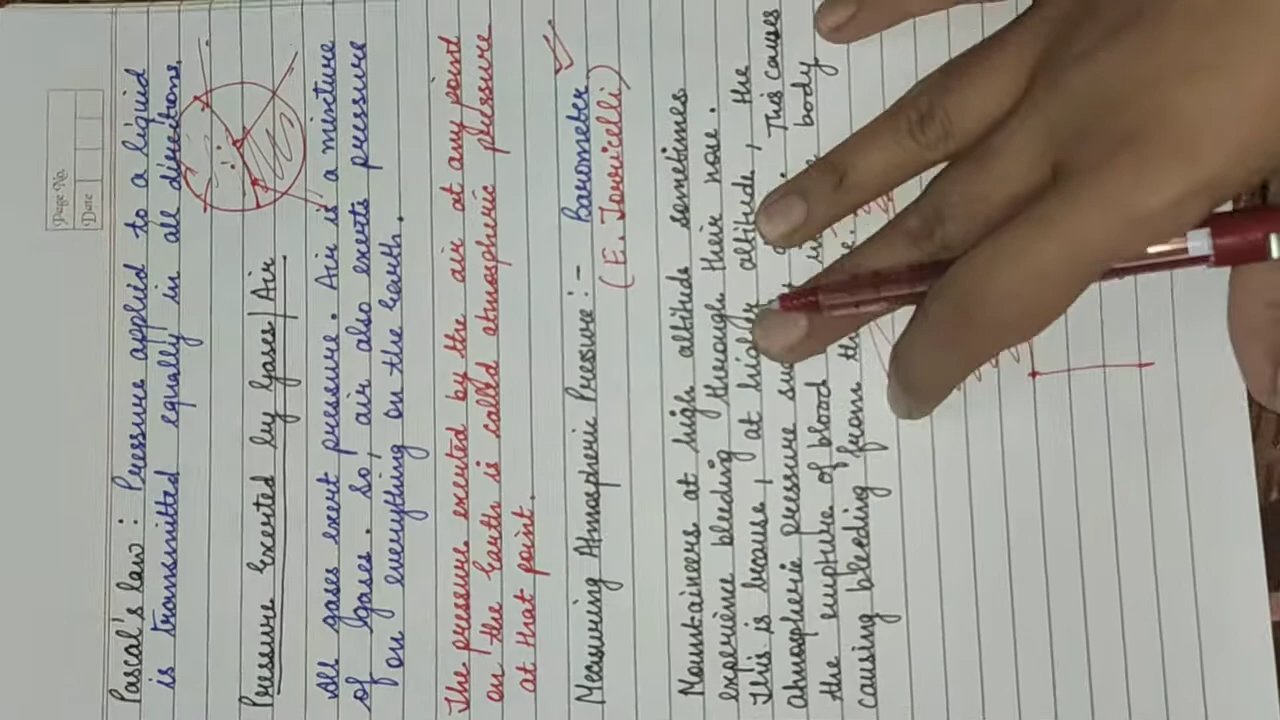 Page No.
Date
Pascal's law : Pressure applied to a liquid
is transmitted equally in all directions.
Pressure Exerted by Gases/Air
All gases exert pressure. Air is a mixture
of gases. So, air also exerts pressure
on everything on the Earth.
The pressure exerted by the air at any point
on the Earth is called atmospheric pressure
at that point.
Measuring Atmospheric Pressure :- Barometer
(E. Torricelli)
Mountaineers at high altitude sometimes
experience bleeding through their nose.
This is because, at higher altitude, the
atmospheric pressure This causes
the rupture of blood body
causing bleeding from